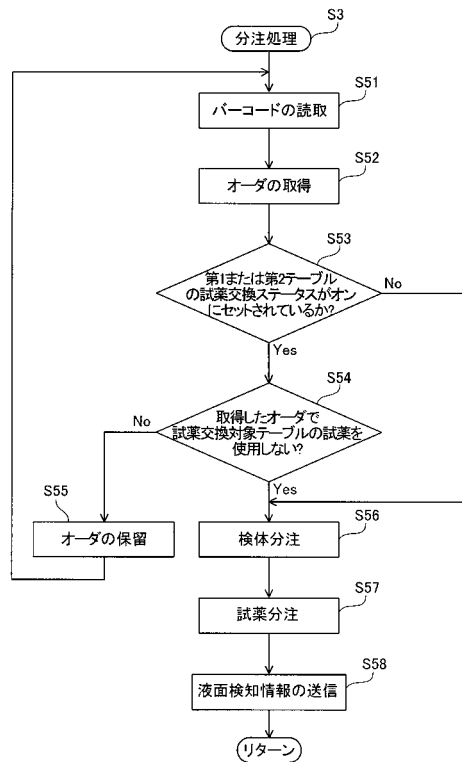 S3
分注処理
S51
バーコードの読取
S52
オーダの取得
S53
第1または第2テーブル
の試薬交換ステータスがオン
にセットされているか?
No
Yes
S54
取得したオーダで
試薬交換対象テーブルの試薬を
使用しない?
No
Yes
S55
オーダの保留
S56
検体分注
S57
試薬分注
S58
液面検知情報の送信
リターン